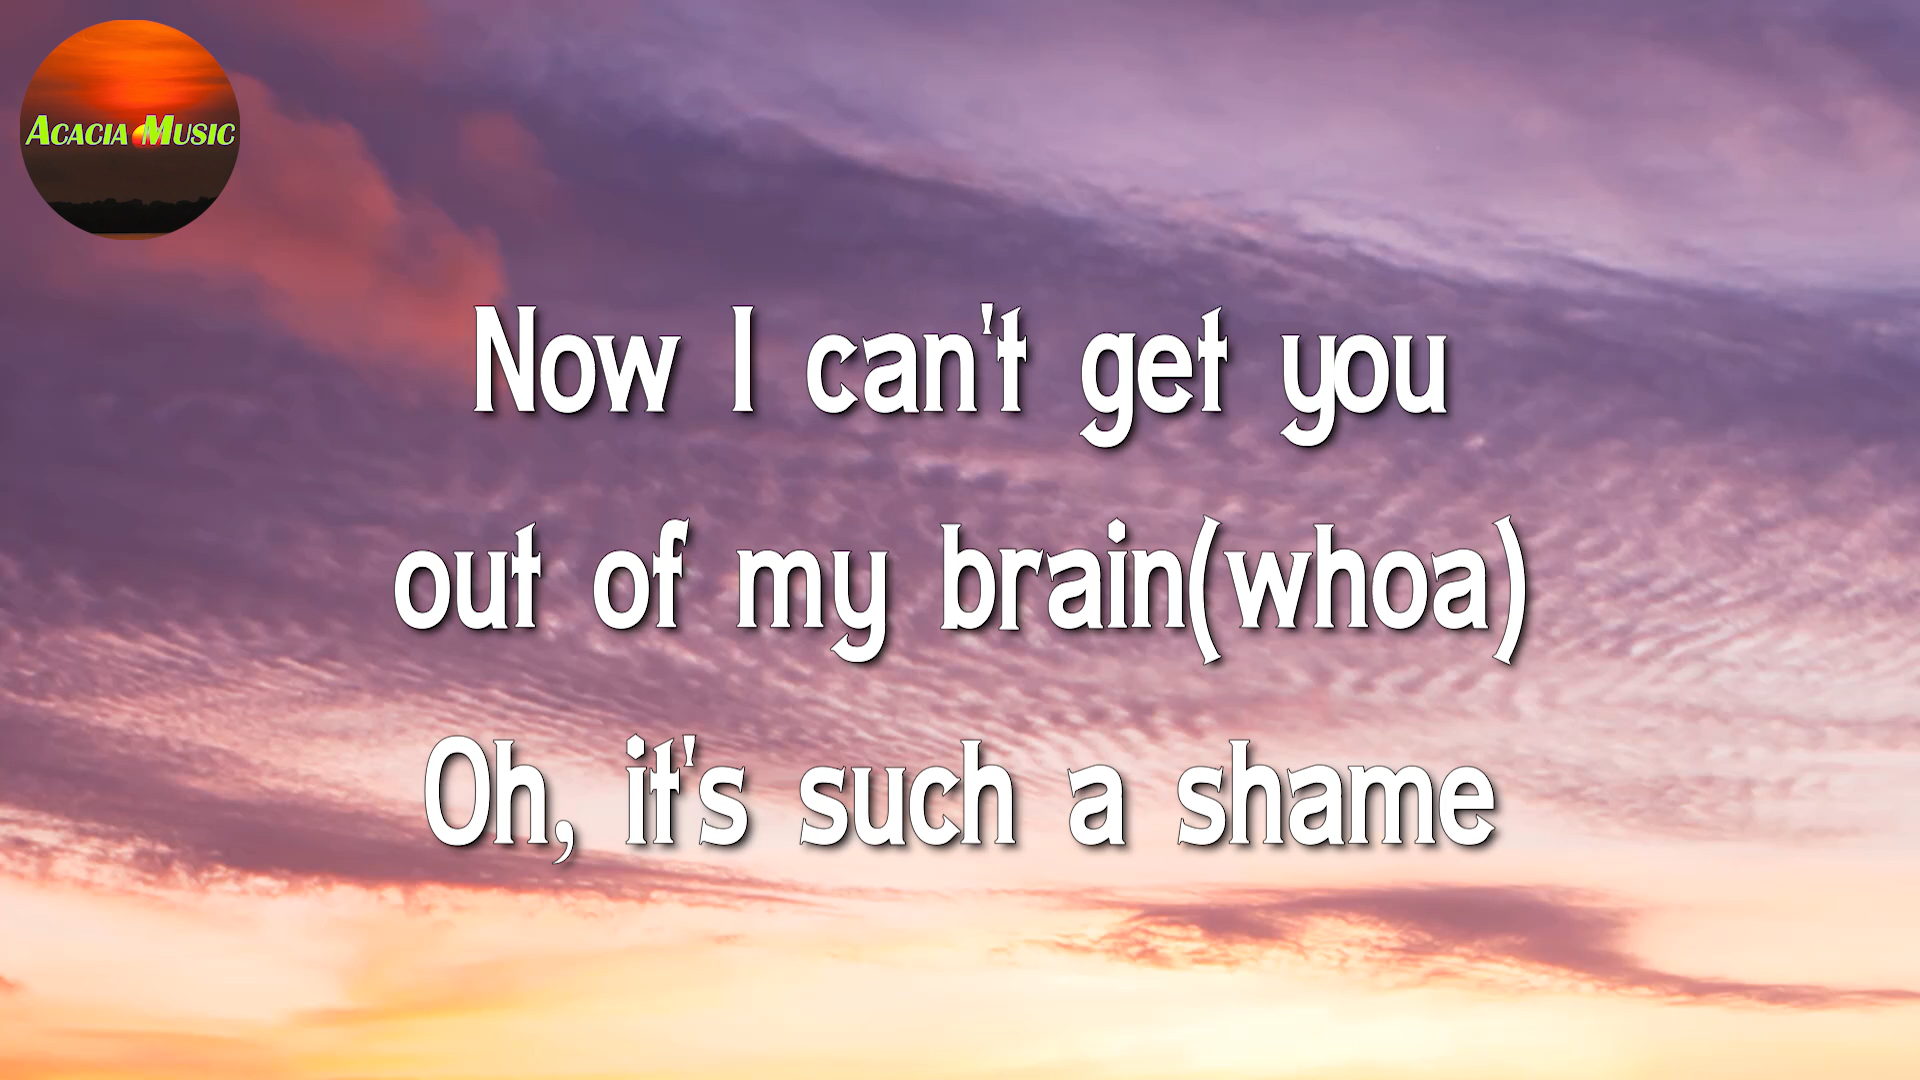 Acacia Music
Now I can't get you
out of my brain(whoa)
Oh, it's such a shame